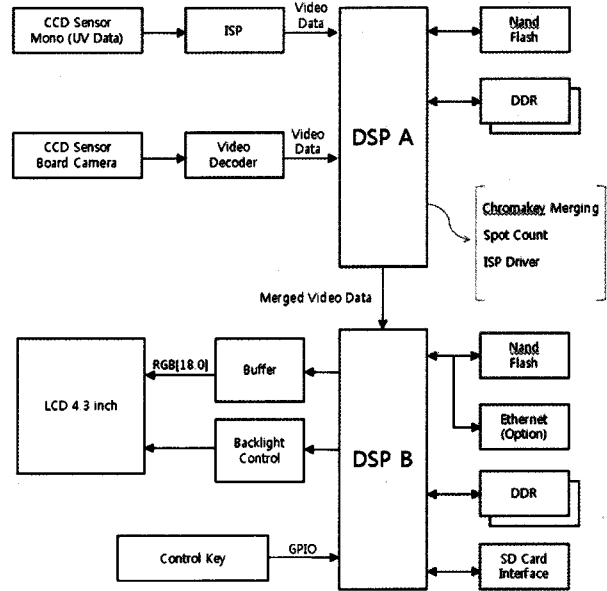 CCD Sensor
Mono (UV Data)
ISP
Video
Data
Nand
Flash
DDR
DSP A
CCD Sensor
Board Camera
Video
Decoder
Video
Data
Chromakey Merging
Spot Count
ISP Driver
Merged Video Data
LCD 4.3 inch
RGB[18.0]
Buffer
Backlight
Control
DSP B
Nand
Flash
Ethernet
(Option)
DDR
Control Key
GPIO
SD Card
Interface